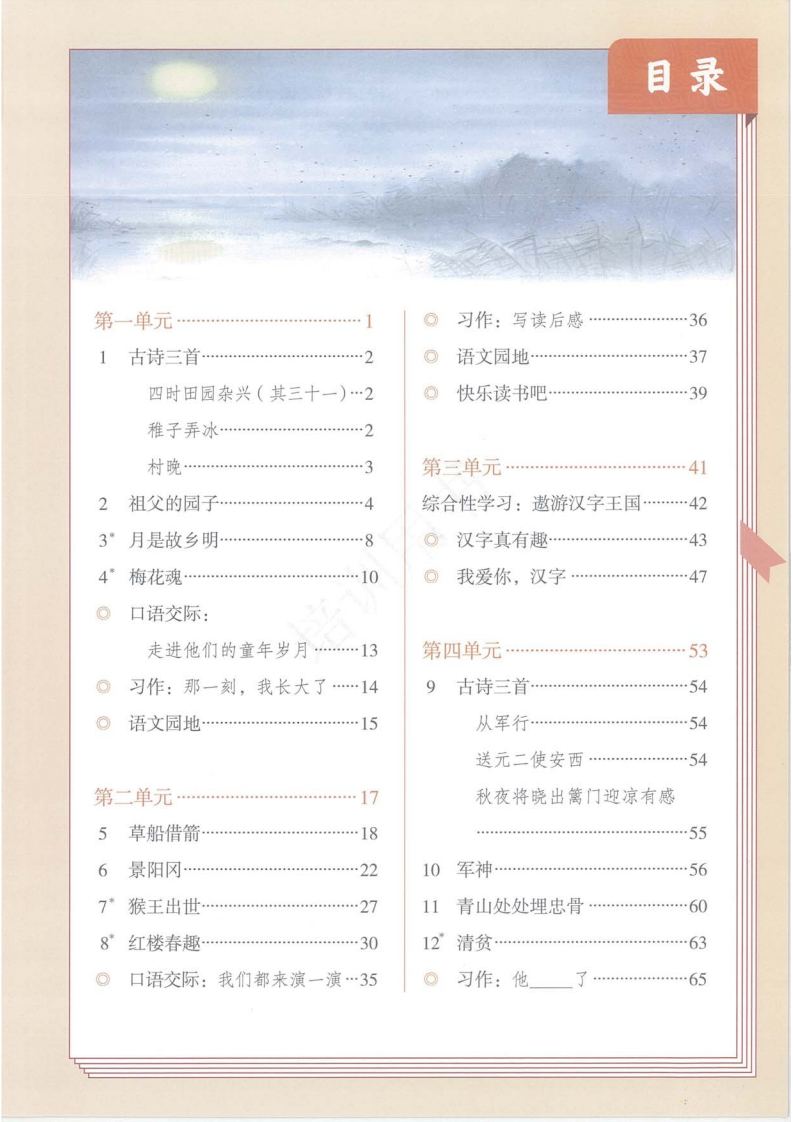 目录
第一单元 ································ 1
1 古诗三首 ···························· 2
四时田园杂兴(其三十一) ··· 2
稚子弄冰 ························ 2
村晚 ······························ 3
2 祖父的园子 ························ 4
3* 月是故乡明 ························ 8
4* 梅花魂 ······························ 10
◎ 口语交际:
走进他们的童年岁月 ········· 13
◎ 习作:那一刻,我长大了 ····· 14
◎ 语文园地 ···························· 15
第二单元 ································ 17
5 草船借箭 ···························· 18
6 景阳冈 ······························ 22
7* 猴王出世 ···························· 27
8* 红楼春趣 ···························· 30
◎ 口语交际:我们都来演一演 ··· 35
◎ 习作:写读后感 ················· 36
◎ 语文园地 ···························· 37
◎ 快乐读书吧 ························ 39
第三单元 ································ 41
综合性学习:遨游汉字王国 ········ 42
◎ 汉字真有趣 ························ 43
◎ 我爱你,汉字 ····················· 47
第四单元 ································ 53
9 古诗三首 ···························· 54
从军行 ···························· 54
送元二使安西 ················· 54
秋夜将晓出篱门迎凉有感
········································ 55
10 军神 ·································· 56
11 青山处处埋忠骨 ················· 60
12* 清贫 ·································· 63
◎ 习作:他____了 ················· 65
培训用